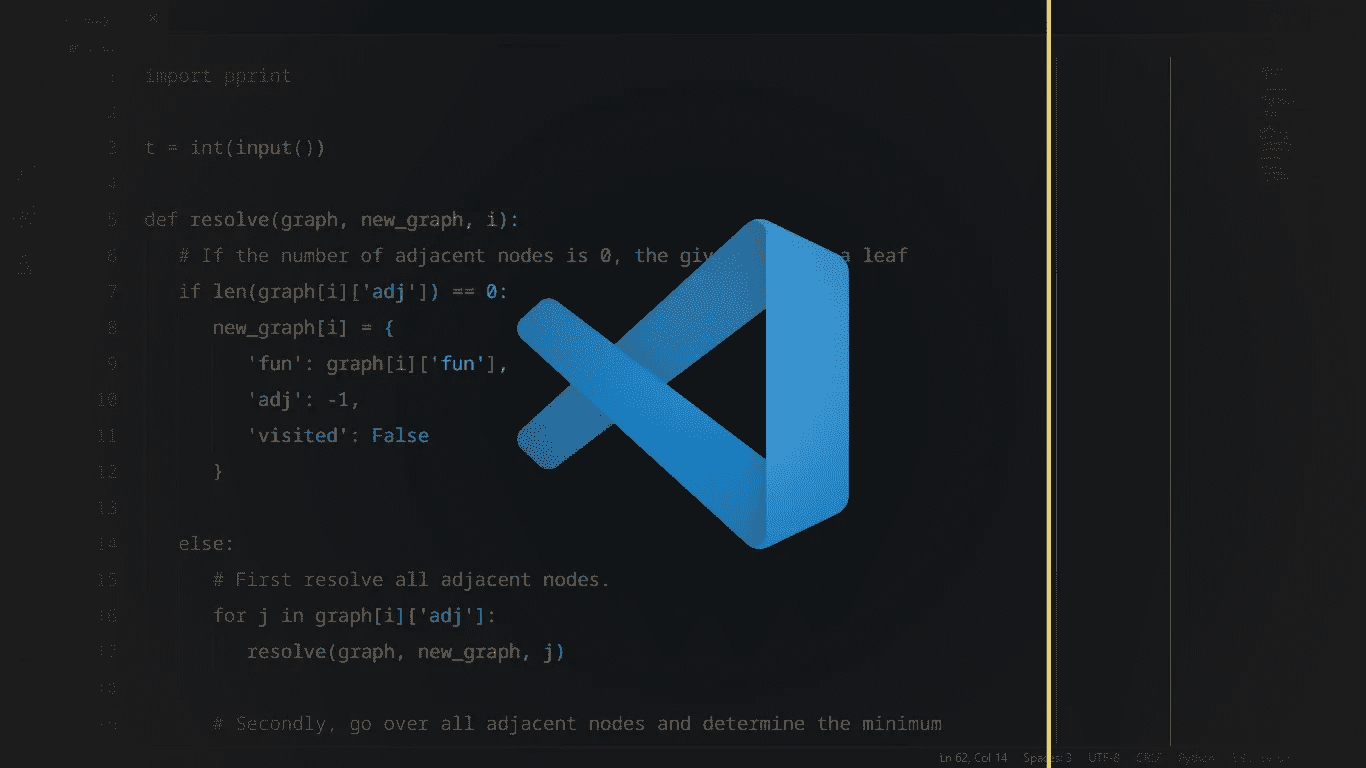 import pprint
2
3 t = int(input())
4
5 def resolve(graph, new_graph, i):
6 # If the number of adjacent nodes is 0, the giv a leaf
7 if len(graph[i]['adj']) == 0:
8 new_graph[i] = {
9 'fun': graph[i]['fun'],
10 'adj': -1,
11 'visited': False
12 }
13
14 else:
15 # First resolve all adjacent nodes.
16 for j in graph[i]['adj']:
17 resolve(graph, new_graph, j)
18
# Secondly, go over all adjacent nodes and determine the minimum
Ln 62, Col 14 Spaces: 3 UTF-8 CRLF Python